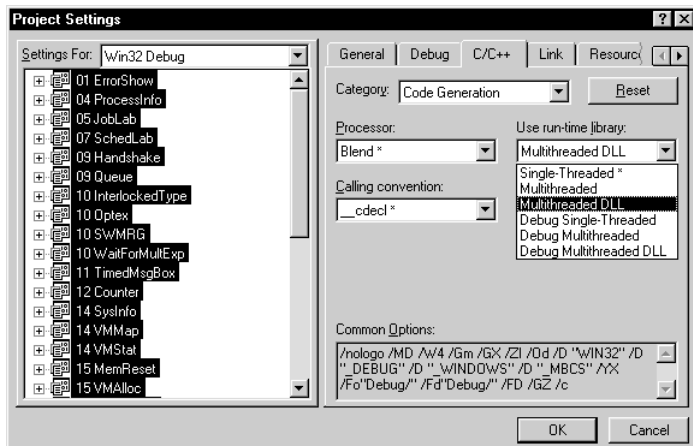 Project Settings
Settings For: Win32 Debug
01 ErrorShow
04 ProcessInfo
05 JobLab
07 SchedLab
09 Handshake
09 Queue
10 InterlockedType
10 Optex
10 SWMRG
10 WaitForMultExp
11 TimedMsgBox
12 Counter
14 SysInfo
14 VMMap
14 VMStat
15 MemReset
15 VMAlloc
General Debug C/C++ Link Resourc
Category: Code Generation Reset
Processor: Use run-time library:
Blend * Multithreaded DLL
Single-Threaded *
Multithreaded
Multithreaded DLL
Debug Single-Threaded
Debug Multithreaded
Debug Multithreaded DLL
Calling convention:
__cdecl *
Common Options:
/nologo /MD /W4 /Gm /GX /ZI /Od /D "WIN32" /D
"_DEBUG" /D "_WINDOWS" /D "_MBCS" /YX
/Fo"Debug/" /Fd"Debug/" /FD /GZ /c
OK Cancel